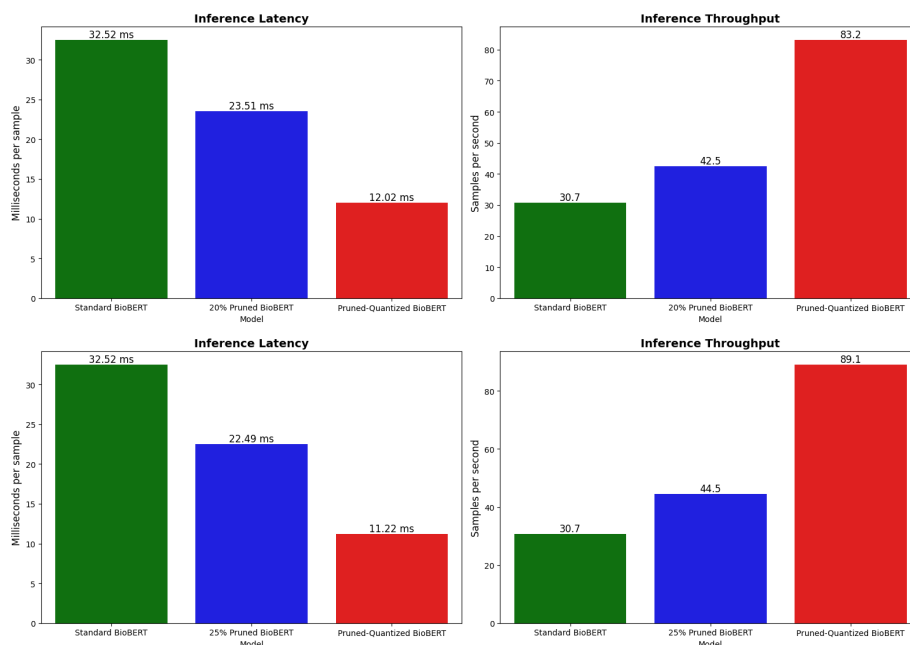 Inference Latency
32.52 ms
23.51 ms
12.02 ms
Milliseconds per sample
30
25
20
15
10
5
0
Standard BioBERT
20% Pruned BioBERT
Pruned-Quantized BioBERT
Model
Inference Throughput
83.2
42.5
30.7
Samples per second
80
70
60
50
40
30
20
10
0
Standard BioBERT
20% Pruned BioBERT
Pruned-Quantized BioBERT
Model
Inference Latency
32.52 ms
22.49 ms
11.22 ms
Milliseconds per sample
30
25
20
15
10
5
0
Standard BioBERT
25% Pruned BioBERT
Pruned-Quantized BioBERT
Model
Inference Throughput
89.1
44.5
30.7
Samples per second
80
60
40
20
0
Standard BioBERT
25% Pruned BioBERT
Pruned-Quantized BioBERT
Model